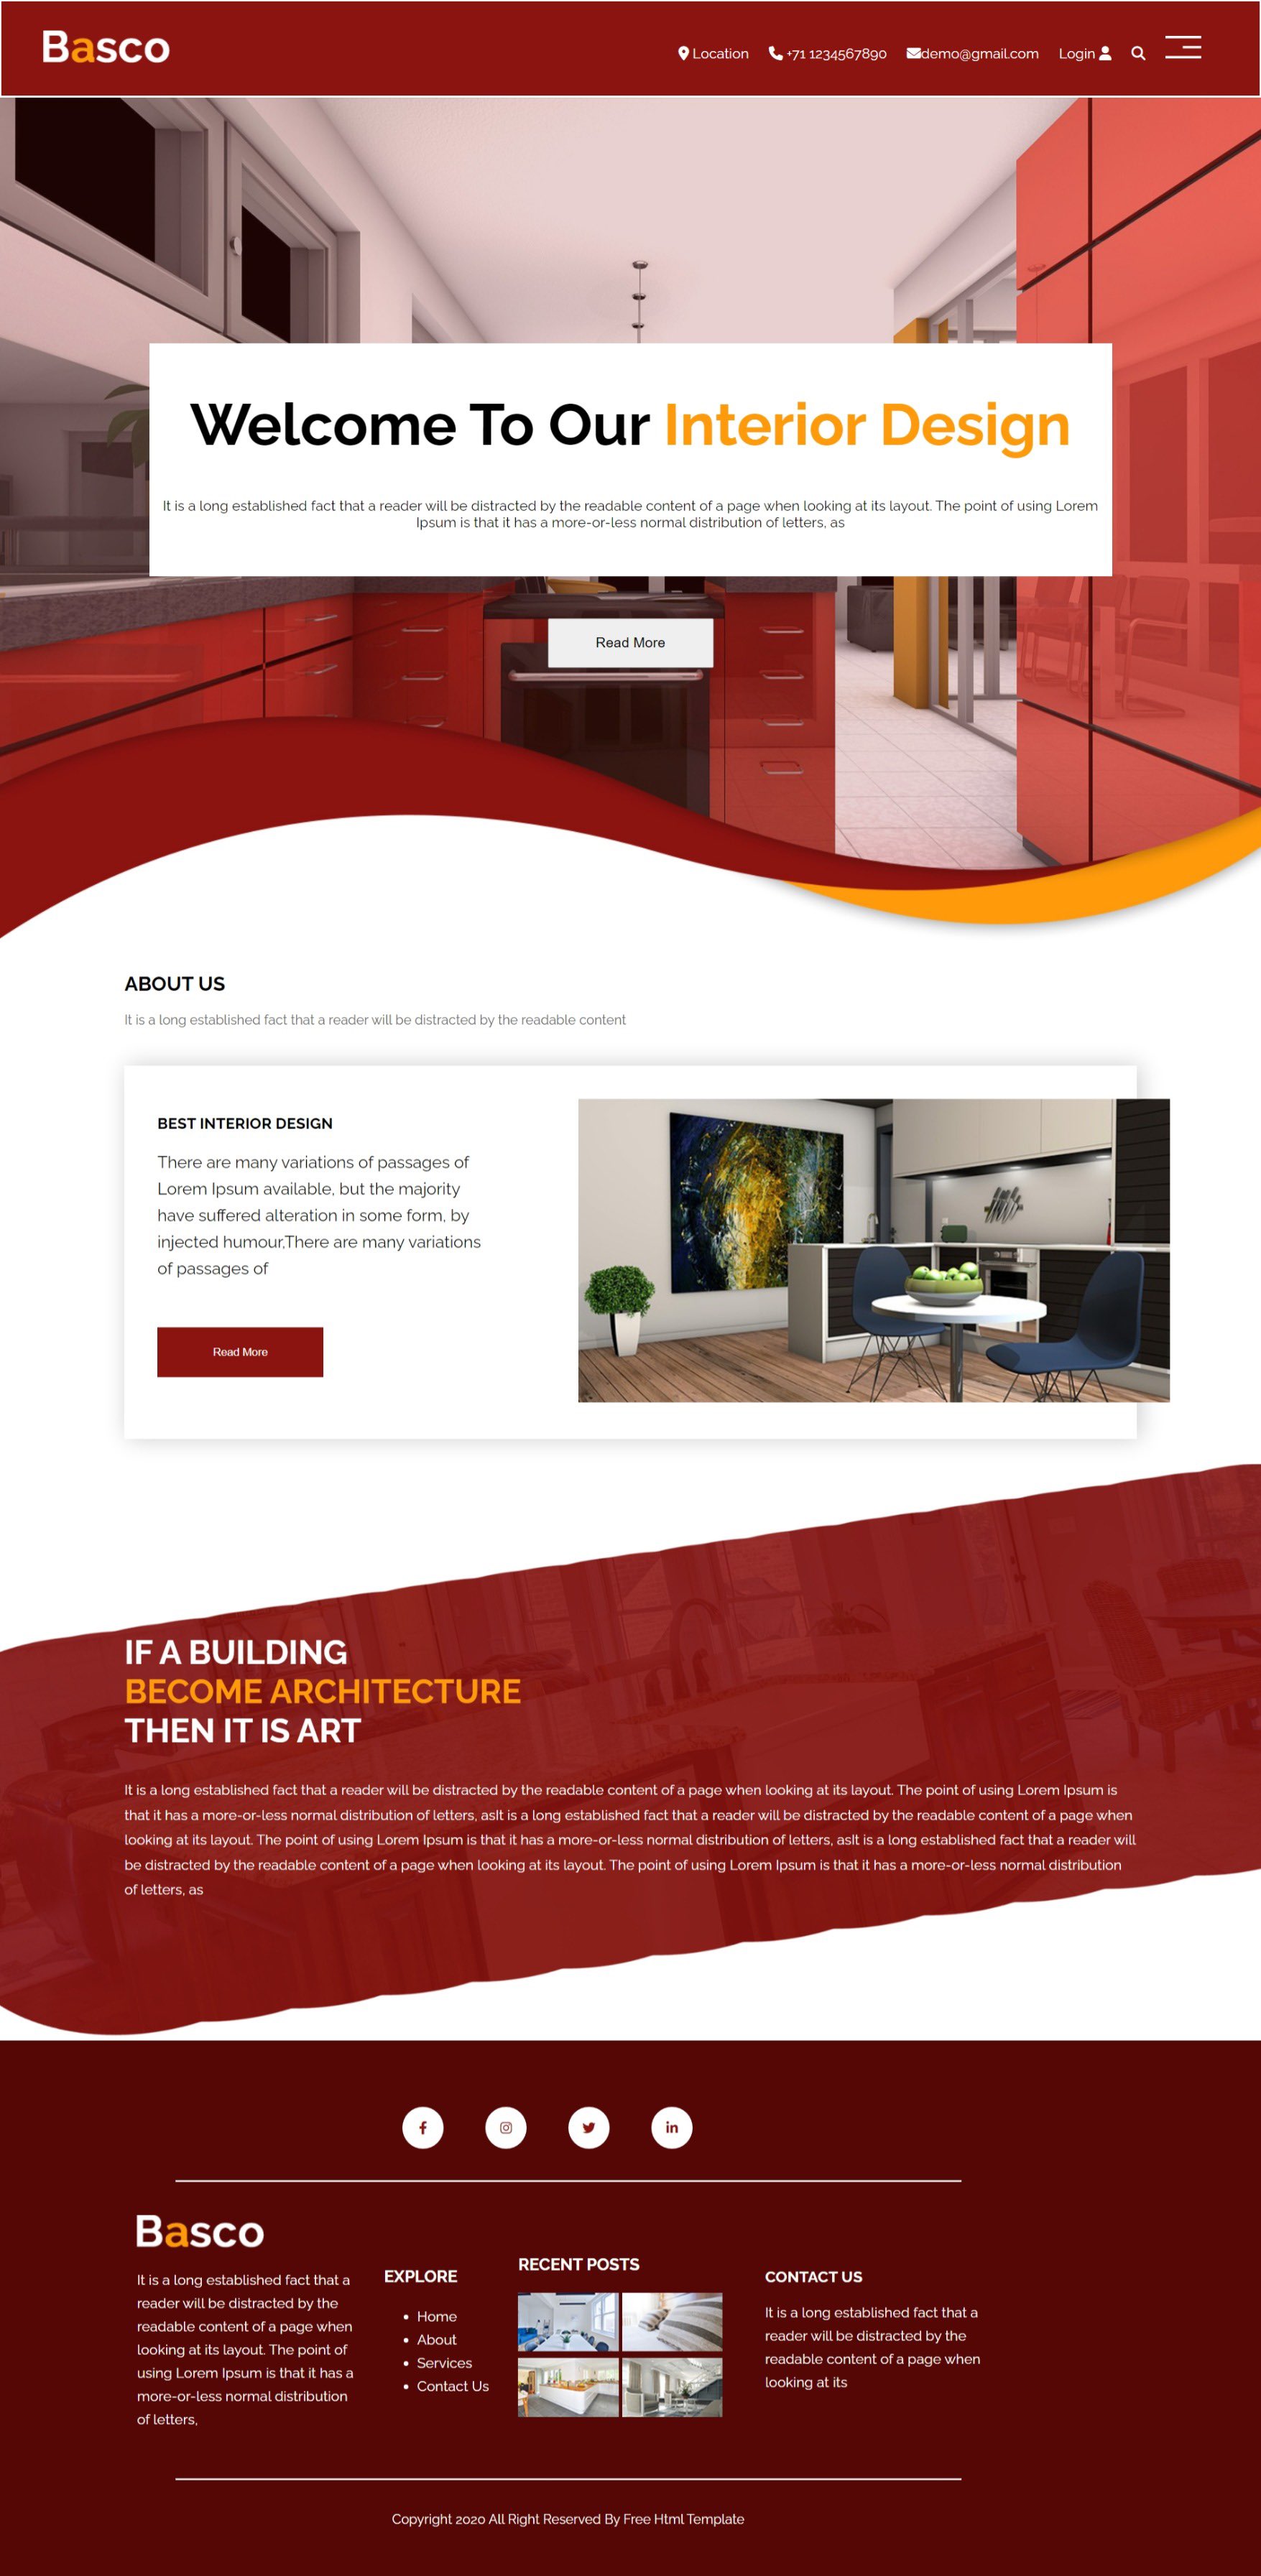 Basco
Location +71 1234567890 demo@gmail.com Login
Welcome To Our Interior Design
It is a long established fact that a reader will be distracted by the readable content of a page when looking at its layout. The point of using Lorem
Ipsum is that it has a more-or-less normal distribution of letters, as
Read More
ABOUT US
It is a long established fact that a reader will be distracted by the readable content
BEST INTERIOR DESIGN
There are many variations of passages of
Lorem Ipsum available, but the majority
have suffered alteration in some form, by
injected humour,There are many variations
of passages of
Read More
IF A BUILDING
BECOME ARCHITECTURE
THEN IT IS ART
It is a long established fact that a reader will be distracted by the readable content of a page when looking at its layout. The point of using Lorem Ipsum is
that it has a more-or-less normal distribution of letters, asIt is a long established fact that a reader will be distracted by the readable content of a page when
looking at its layout. The point of using Lorem Ipsum is that it has a more-or-less normal distribution of letters, asIt is a long established fact that a reader will
be distracted by the readable content of a page when looking at its layout. The point of using Lorem Ipsum is that it has a more-or-less normal distribution
of letters, as
Basco
It is a long established fact that a
reader will be distracted by the
readable content of a page when
looking at its layout. The point of
using Lorem Ipsum is that it has a
more-or-less normal distribution
of letters,
EXPLORE
• Home
• About
• Services
• Contact Us
RECENT POSTS
CONTACT US
It is a long established fact that a
reader will be distracted by the
readable content of a page when
looking at its
Copyright 2020 All Right Reserved By Free Html Template